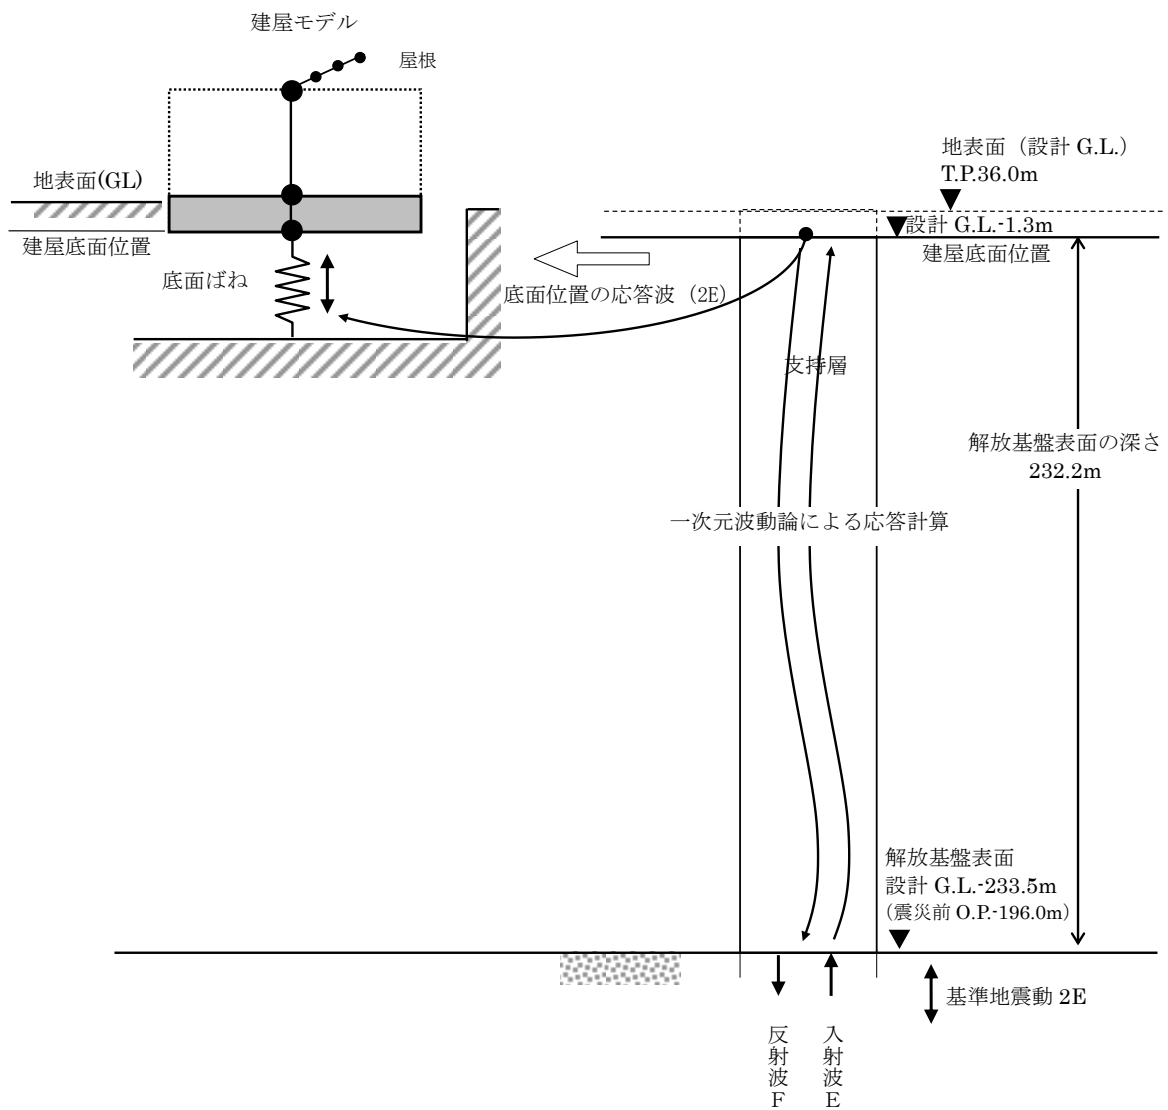 建屋モデル
屋根
地表面(GL)
建屋底面位置
底面ばね
底面位置の応答波（2E）
地表面（設計 G.L.）
T.P.36.0m
設計 G.L.-1.3m
建屋底面位置
支持層
解放基盤表面の深さ
232.2m
一次元波動論による応答計算
解放基盤表面
設計 G.L.-233.5m
(震災前 O.P.-196.0m)
基準地震動 2E
反射波F
入射波E